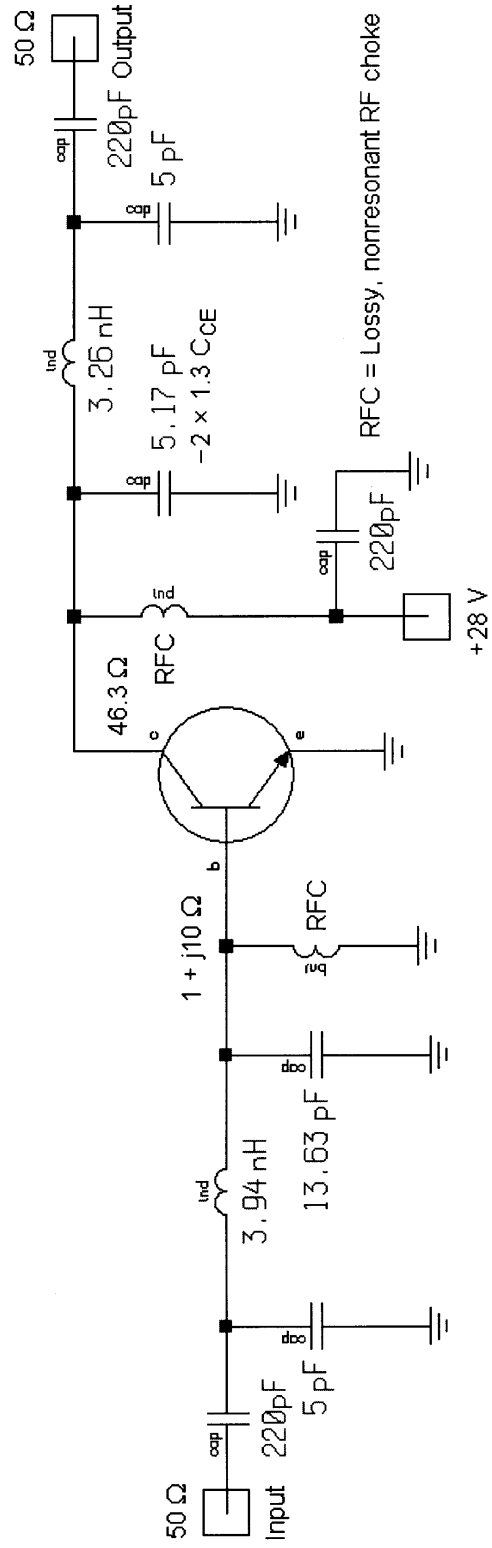 50 Ω
Input
cap
220pF
cap
5 pF
ind
3.94 nH
cap
13.63 pF
1 + j10 Ω
ind
RFC
b
c
e
46.3 Ω
ind
RFC
+28 V
cap
220pF
cap
5.17 pF
–2 × 1.3 CCE
ind
3.26 nH
cap
5 pF
cap
220pF
50 Ω
Output
RFC = Lossy, nonresonant RF choke